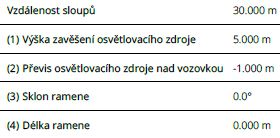 Vzdálenost sloupů 30.000 m
(1) Výška zavěšení osvětlovacího zdroje 5.000 m
(2) Převis osvětlovacího zdroje nad vozovkou -1.000 m
(3) Sklon ramene 0.0°
(4) Délka ramene 0.000 m